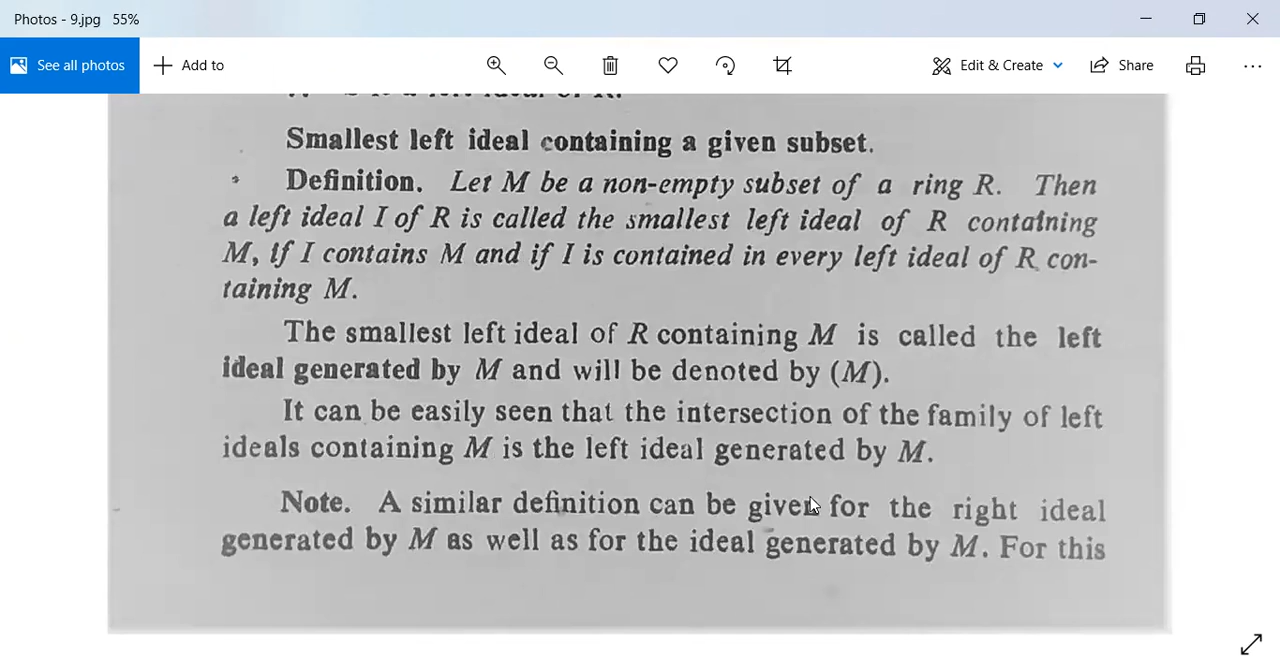 Photos - 9.jpg 55%
See all photos
Add to
Edit & Create
Share
Smallest left ideal containing a given subset.
Definition. Let M be a non-empty subset of a ring R. Then
a left ideal I of R is called the smallest left ideal of R containing
M, if I contains M and if I is contained in every left ideal of R con-
taining M.
The smallest left ideal of R containing M is called the left
ideal generated by M and will be denoted by (M).
It can be easily seen that the intersection of the family of left
ideals containing M is the left ideal generated by M.
Note. A similar definition can be given for the right ideal
generated by M as well as for the ideal generated by M. For this